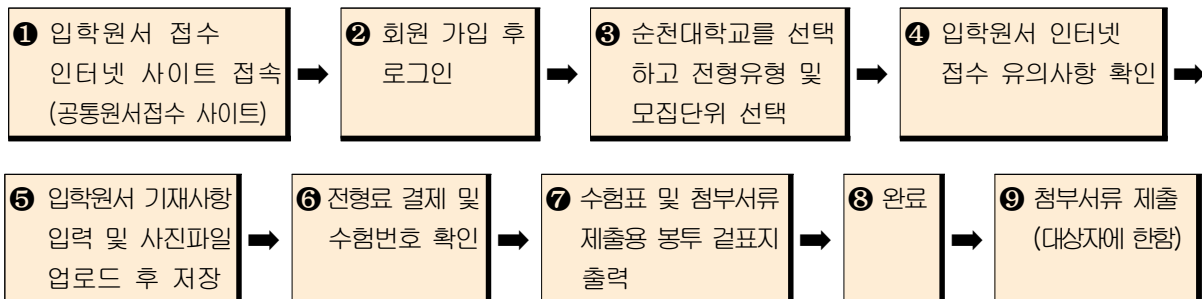 ❶ 입학원서 접수
인터넷 사이트 접속
(공통원서접수 사이트)
❷ 회원 가입 후
로그인
❸ 순천대학교를 선택
하고 전형유형 및
모집단위 선택
❹ 입학원서 인터넷
접수 유의사항 확인
❺ 입학원서 기재사항
입력 및 사진파일
업로드 후 저장
❻ 전형료 결제 및
수험번호 확인
❼ 수험표 및 첨부서류
제출용 봉투 겉표지
출력
❽ 완료
❾ 첨부서류 제출
(대상자에 한함)